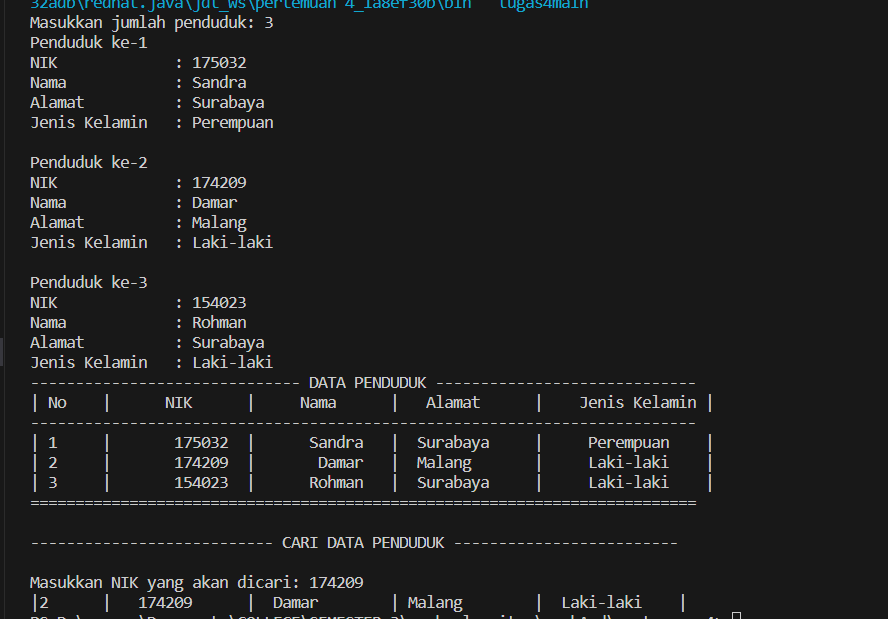 32adb\redhat.java\jdt_ws\pertemuan 4_1a8ef30b\bin' 'tugas4main'
Masukkan jumlah penduduk: 3
Penduduk ke-1
NIK             : 175032
Nama            : Sandra
Alamat          : Surabaya
Jenis Kelamin   : Perempuan
Penduduk ke-2
NIK             : 174209
Nama            : Damar
Alamat          : Malang
Jenis Kelamin   : Laki-laki
Penduduk ke-3
NIK             : 154023
Nama            : Rohman
Alamat          : Surabaya
Jenis Kelamin   : Laki-laki
------------------------------ DATA PENDUDUK -----------------------------
| No    |      NIK      |     Nama      |   Alamat      |    Jenis Kelamin |
--------------------------------------------------------------------------
| 1     |       175032  |      Sandra   |  Surabaya     |     Perempuan    |
| 2     |       174209  |       Damar   |  Malang       |     Laki-laki    |
| 3     |       154023  |      Rohman   |  Surabaya     |     Laki-laki    |
==========================================================================
--------------------------- CARI DATA PENDUDUK -------------------------
Masukkan NIK yang akan dicari: 174209
|2      |   174209      |  Damar        | Malang        |  Laki-laki    |